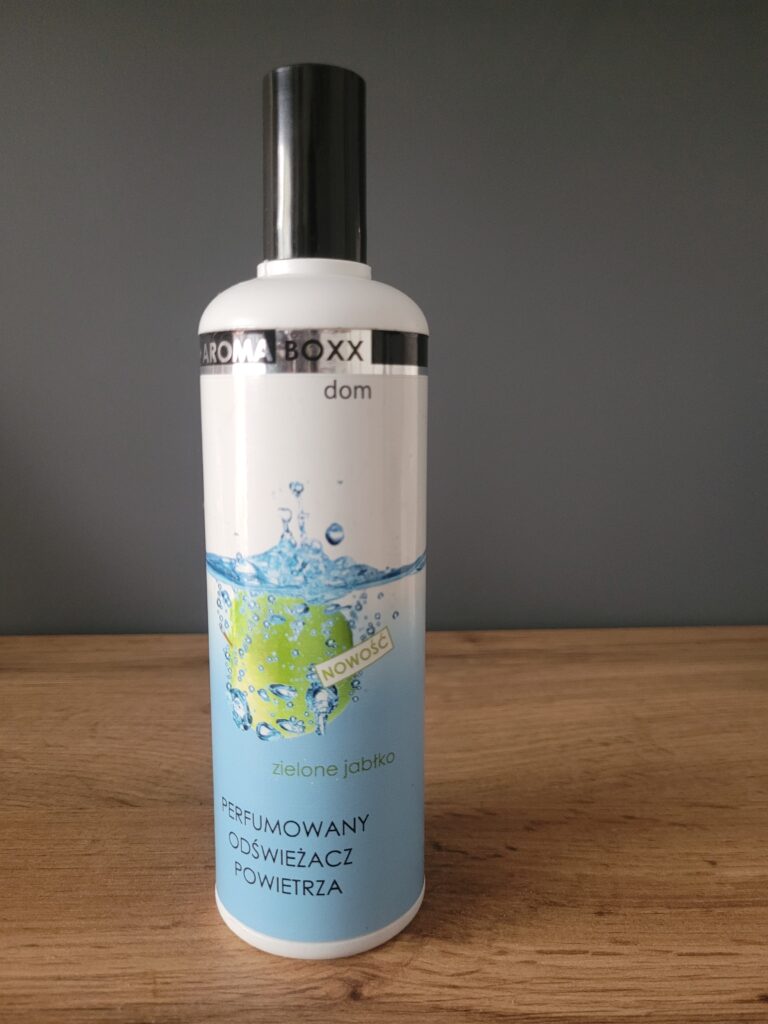 AROMA BOXX
dom
NOWOŚĆ
zielone jabłko
PERFUMOWANY
ODŚWIEŻACZ
POWIETRZA